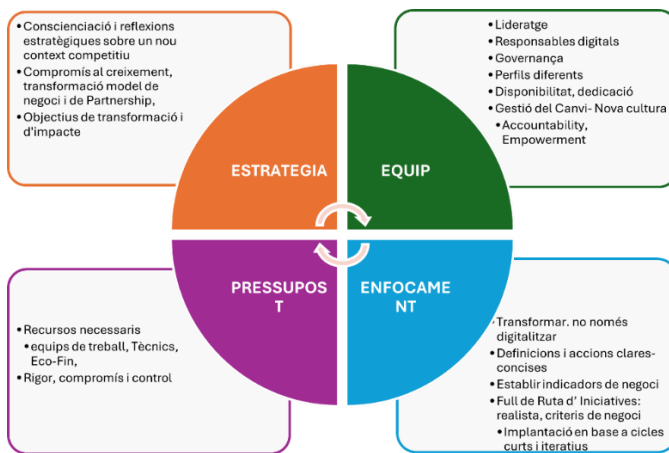 •Conscienciació i reflexions
estratègiques sobre un nou
context competitiu
•Compromís al creixement,
transformació model de
negoci i de Partnership,
•Objectius de transformació i
d'impacte
•Lideratge
•Responsables digitals
•Governança
•Perfils diferents
•Disponibilitat, dedicació
•Gestió del Canvi- Nova cultura
•Accountability,
Empowerment
ESTRATEGIA
EQUIP
PRESSUPOS
T
ENFOCAME
NT
•Recursos necessaris
•equips de treball, Tècnics,
Eco-Fin,
•Rigor, compromís i control
•Transformar. no només
digitalitzar
•Definicions i accions clares-
concises
•Establir indicadors de negoci
•Full de Ruta d’ Iniciatives:
realista, criteris de negoci
•Implantació en base a cicles
curts i iteratius